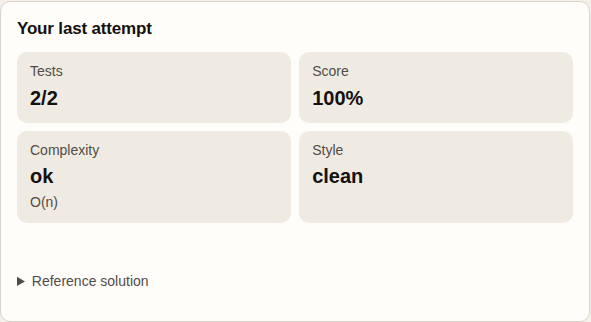 Your last attempt
Tests
2/2
Score
100%
Complexity
ok
O(n)
Style
clean
Reference solution